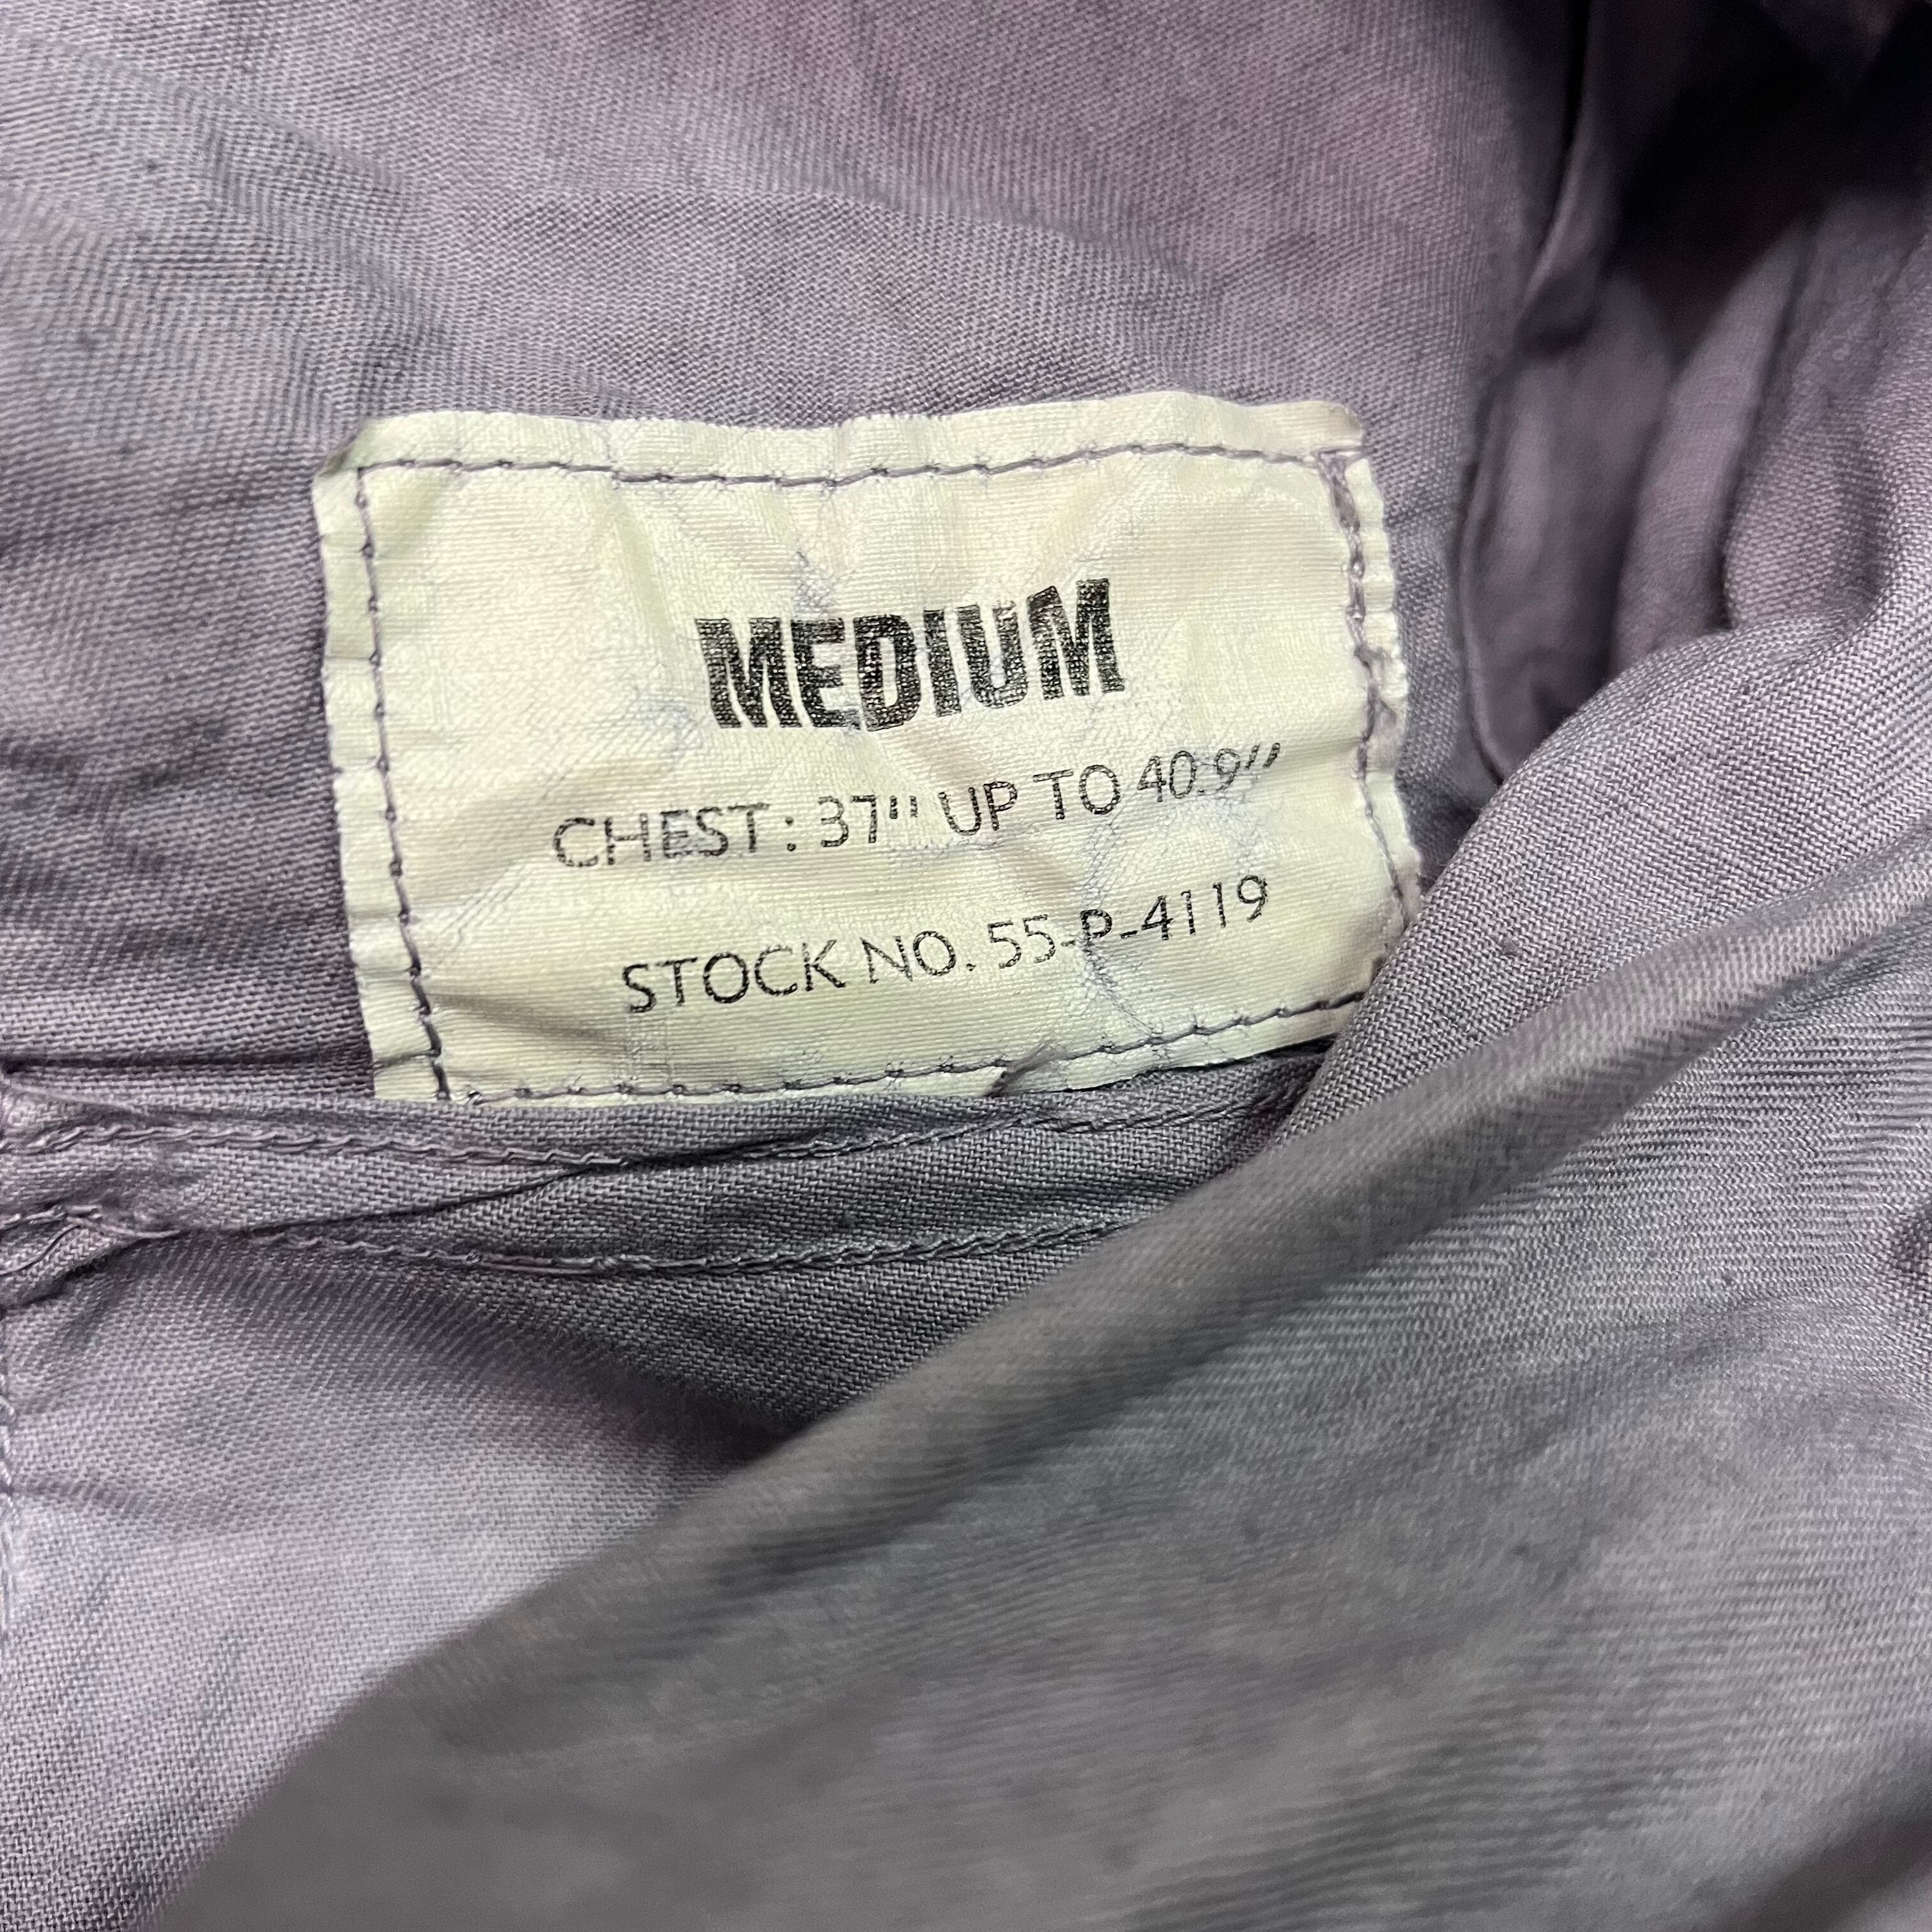 MEDIUM
CHEST : 37" UP TO 40.9"
STOCK NO. 55-P-4119